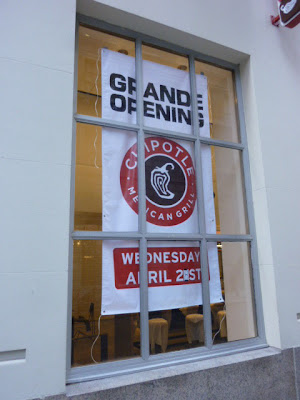 GRANDE
OPENING
CHIPOTLE
MEXICAN GRILL
WEDNESDAY
APRIL 21ST